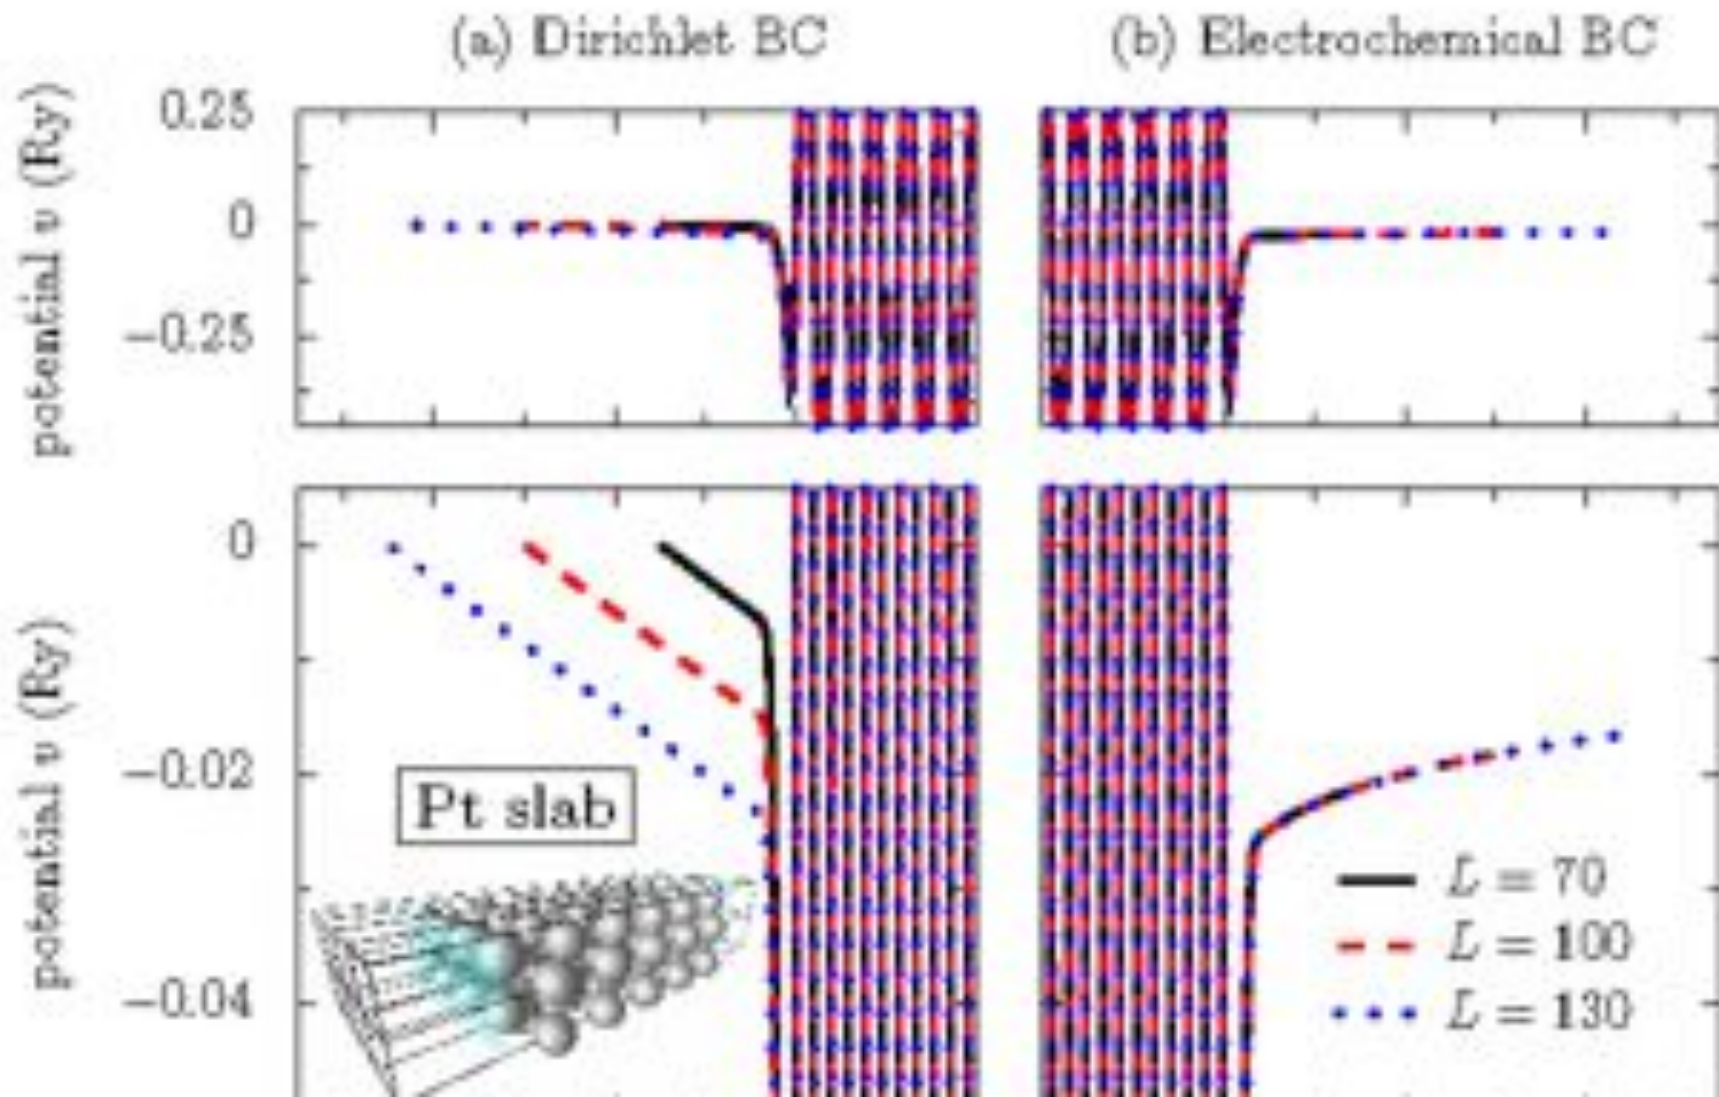 (a) Dirichlet BC
(b) Electrochemical BC
potential v (Ry)
0.25
0
−0.25
potential v (Ry)
0
−0.02
−0.04
Pt slab
L = 70
L = 100
L = 130